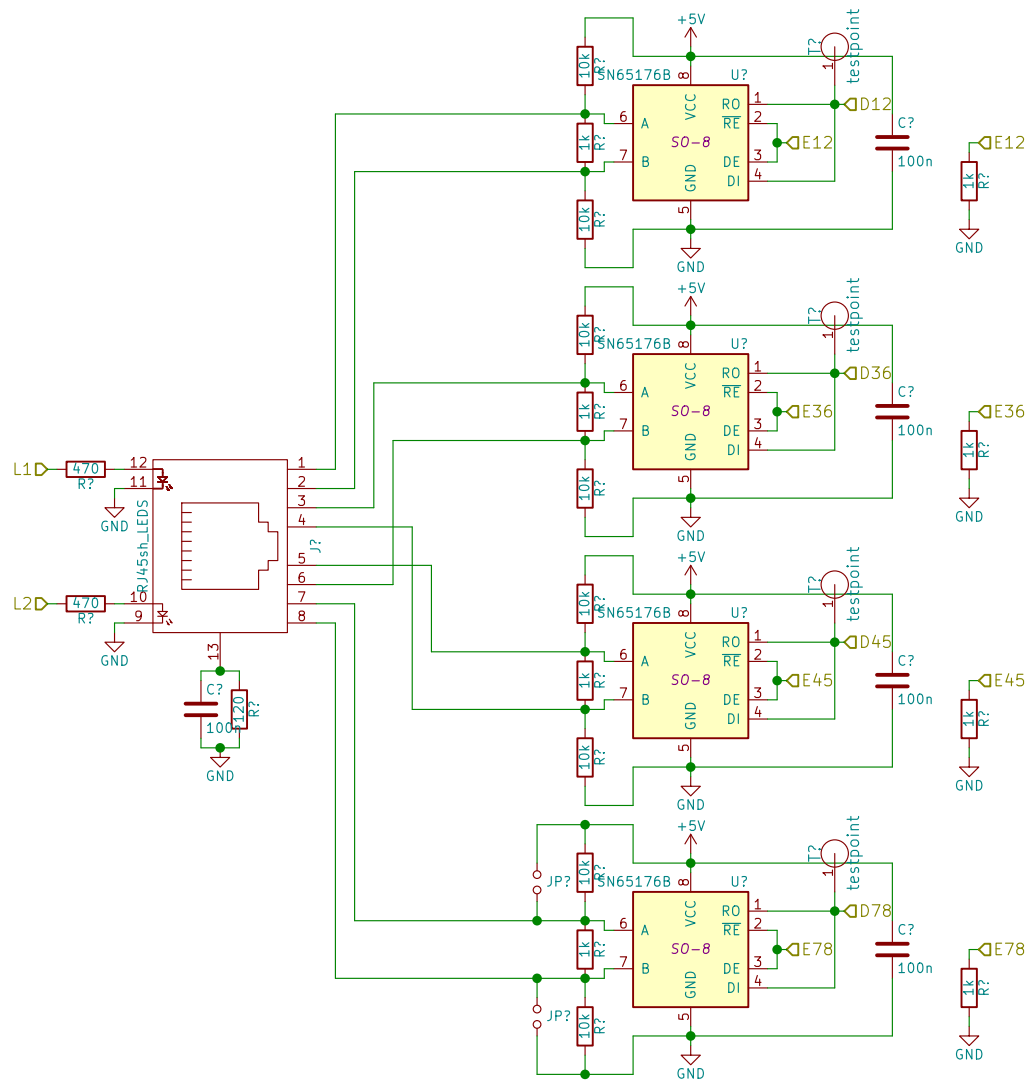 +5V
10k
R?
SN65176B
U?
8
VCC
T?
1
testpoint
RO
1
D12
6
A
RE
2
C?
1k
R?
SO-8
E12
100n
E12
7
B
DE
3
GND
DI
4
1k
R?
10k
R?
5
GND
GND
+5V
10k
R?
SN65176B
U?
8
VCC
T?
1
testpoint
RO
1
D36
6
A
RE
2
C?
1k
R?
SO-8
E36
100n
E36
7
B
DE
3
GND
DI
4
1k
R?
10k
R?
5
GND
GND
L1
470
R?
12
11
GND
RJ45sh_LEDS
1
2
3
4
5
6
7
8
J?
L2
470
R?
10
9
GND
13
C?
100n
120
R?
GND
+5V
10k
R?
SN65176B
U?
8
VCC
T?
1
testpoint
RO
1
D45
6
A
RE
2
C?
1k
R?
SO-8
E45
100n
E45
7
B
DE
3
GND
DI
4
1k
R?
10k
R?
5
GND
GND
+5V
JP?
10k
R?
SN65176B
U?
8
VCC
T?
1
testpoint
RO
1
D78
6
A
RE
2
C?
1k
R?
SO-8
E78
100n
E78
7
B
DE
3
GND
DI
4
1k
R?
JP?
10k
R?
5
GND
GND